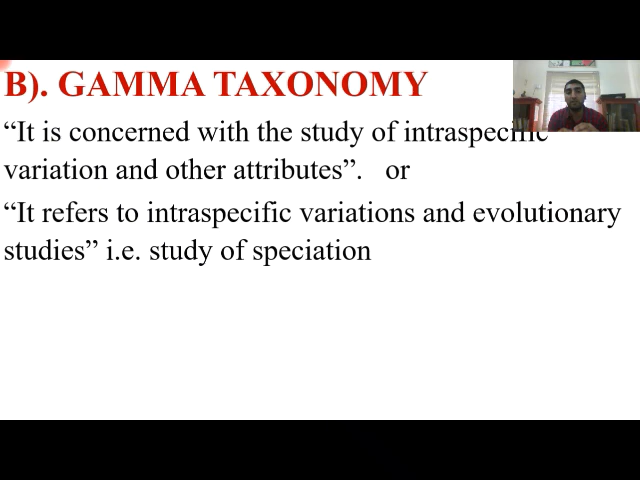 B). GAMMA TAXONOMY
“It is concerned with the study of intraspecific
variation and other attributes”. or
“It refers to intraspecific variations and evolutionary
studies” i.e. study of speciation